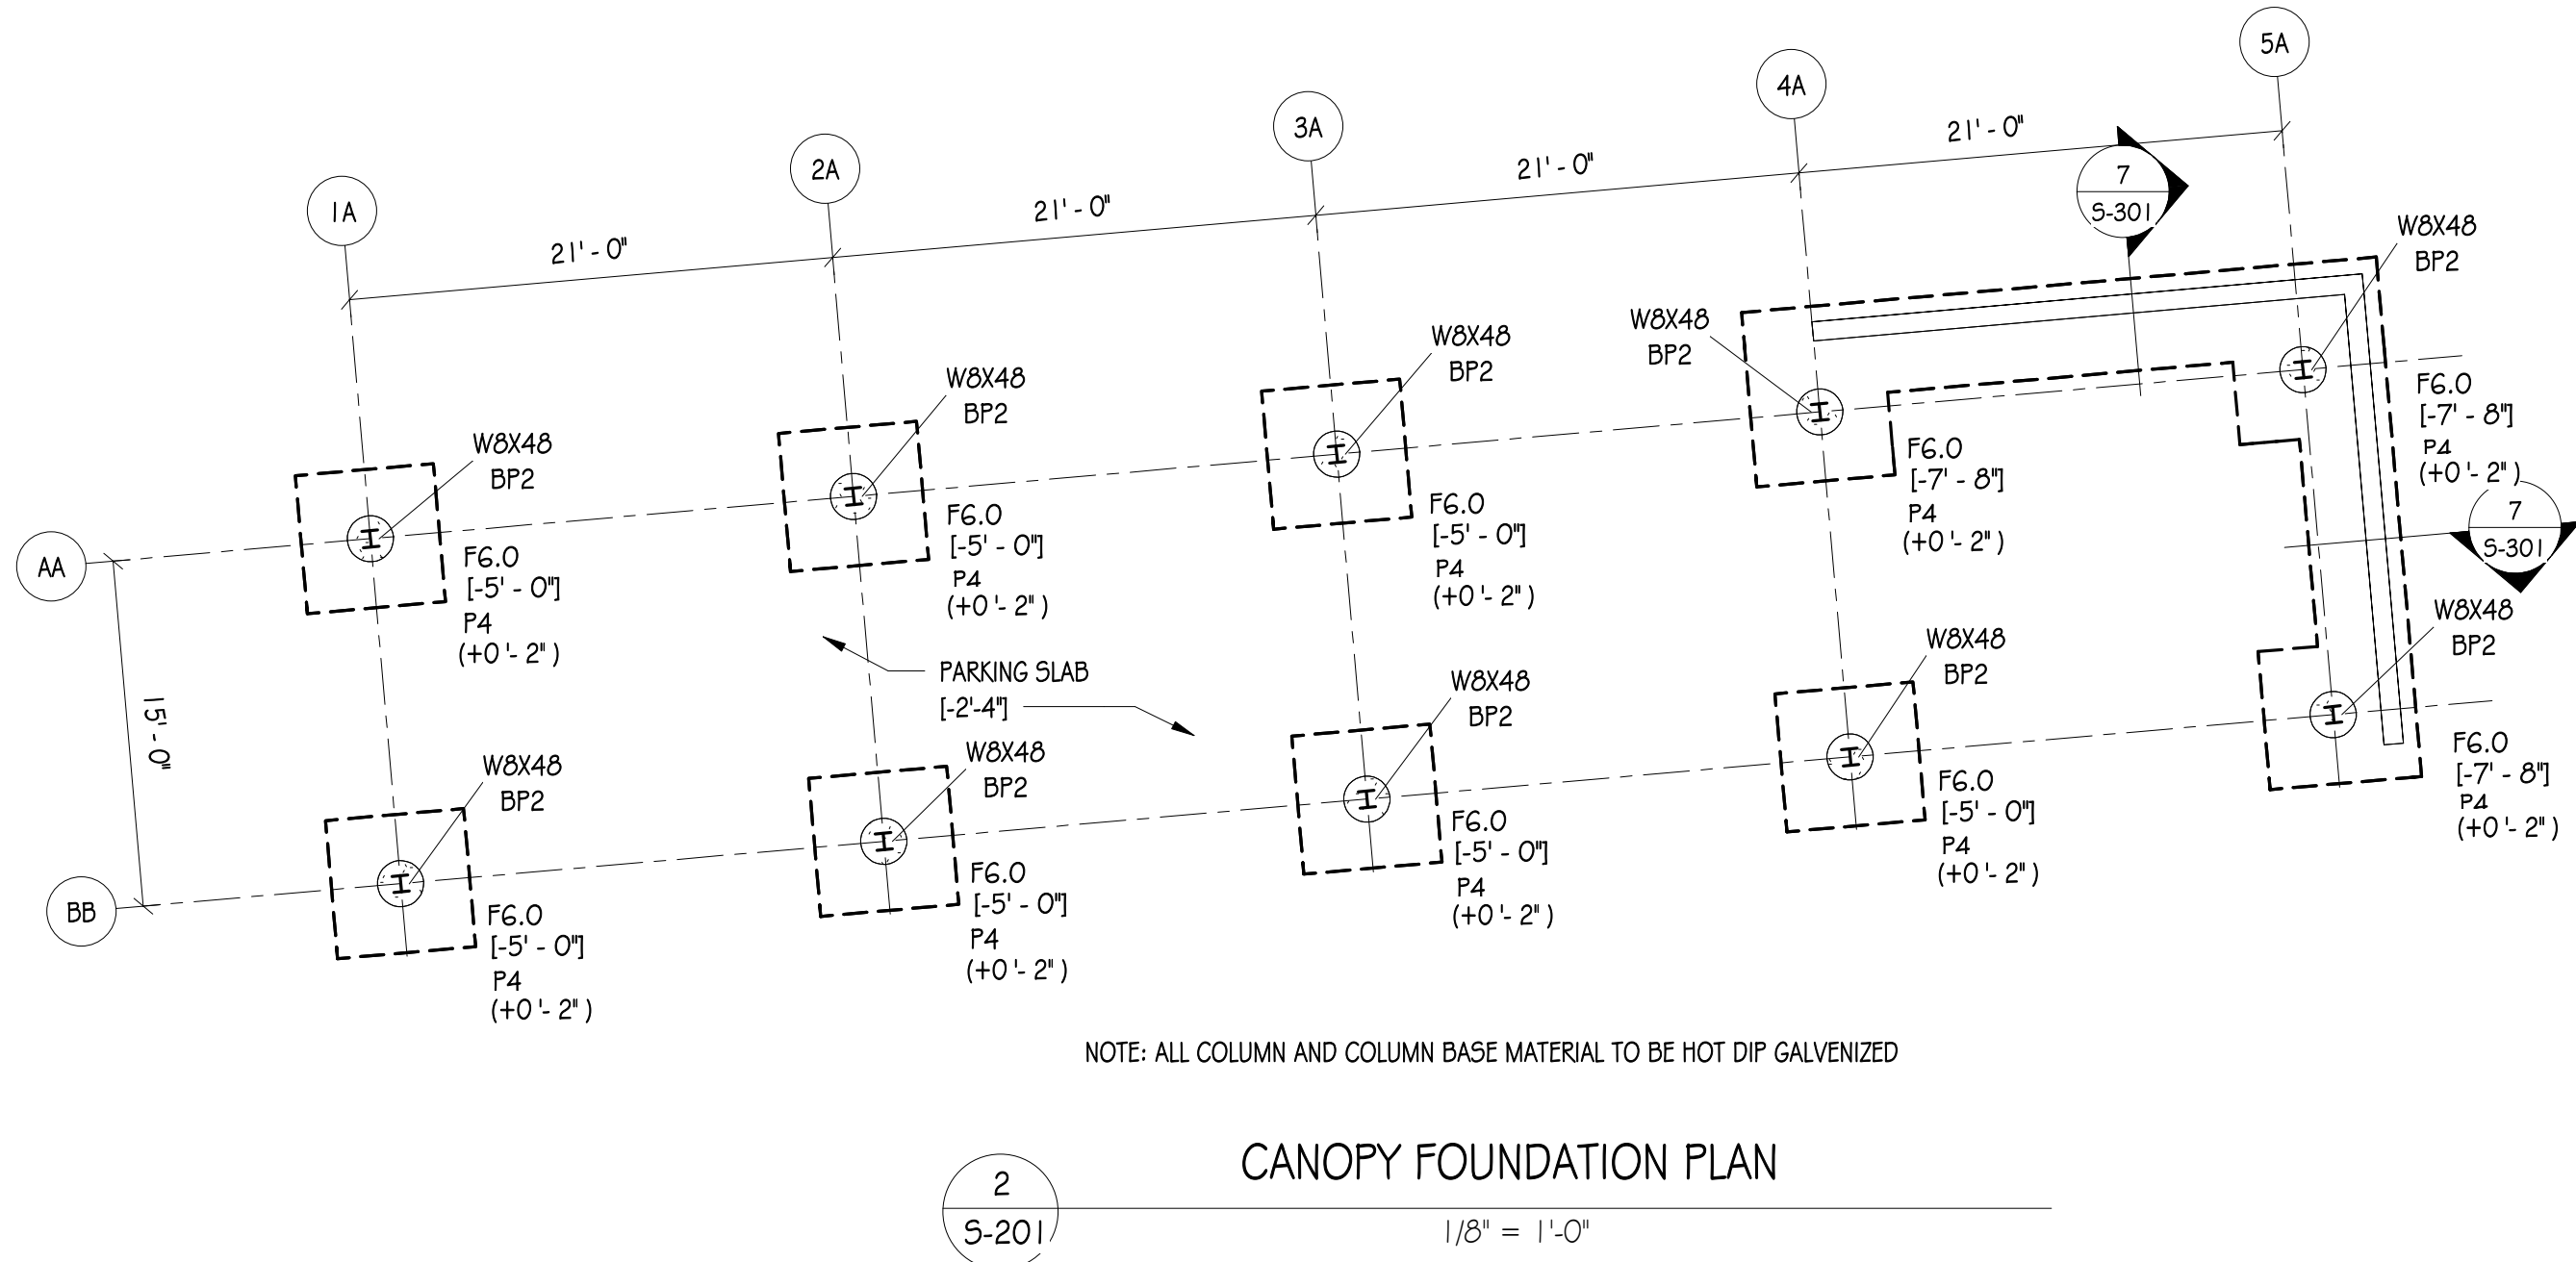 5A
4A
3A
2A
1A
21' - 0"
21' - 0"
21' - 0"
21' - 0"
7
S-301
W8X48
BP2
W8X48
BP2
W8X48
BP2
W8X48
BP2
W8X48
BP2
F6.0
[-7' - 8"]
P4
(+0 '- 2" )
F6.0
[-7' - 8"]
P4
(+0 '- 2" )
F6.0
[-5' - 0"]
P4
(+0 '- 2" )
F6.0
[-5' - 0"]
P4
(+0 '- 2" )
F6.0
[-5' - 0"]
P4
(+0 '- 2" )
7
S-301
AA
15' - 0"
PARKING SLAB
[-2'-4"]
W8X48
BP2
W8X48
BP2
W8X48
BP2
W8X48
BP2
W8X48
BP2
F6.0
[-7' - 8"]
P4
(+0 '- 2" )
F6.0
[-5' - 0"]
P4
(+0 '- 2" )
F6.0
[-5' - 0"]
P4
(+0 '- 2" )
F6.0
[-5' - 0"]
P4
(+0 '- 2" )
F6.0
[-5' - 0"]
P4
(+0 '- 2" )
BB
NOTE: ALL COLUMN AND COLUMN BASE MATERIAL TO BE HOT DIP GALVENIZED
2
S-201
CANOPY FOUNDATION PLAN
1/8" = 1'-0"